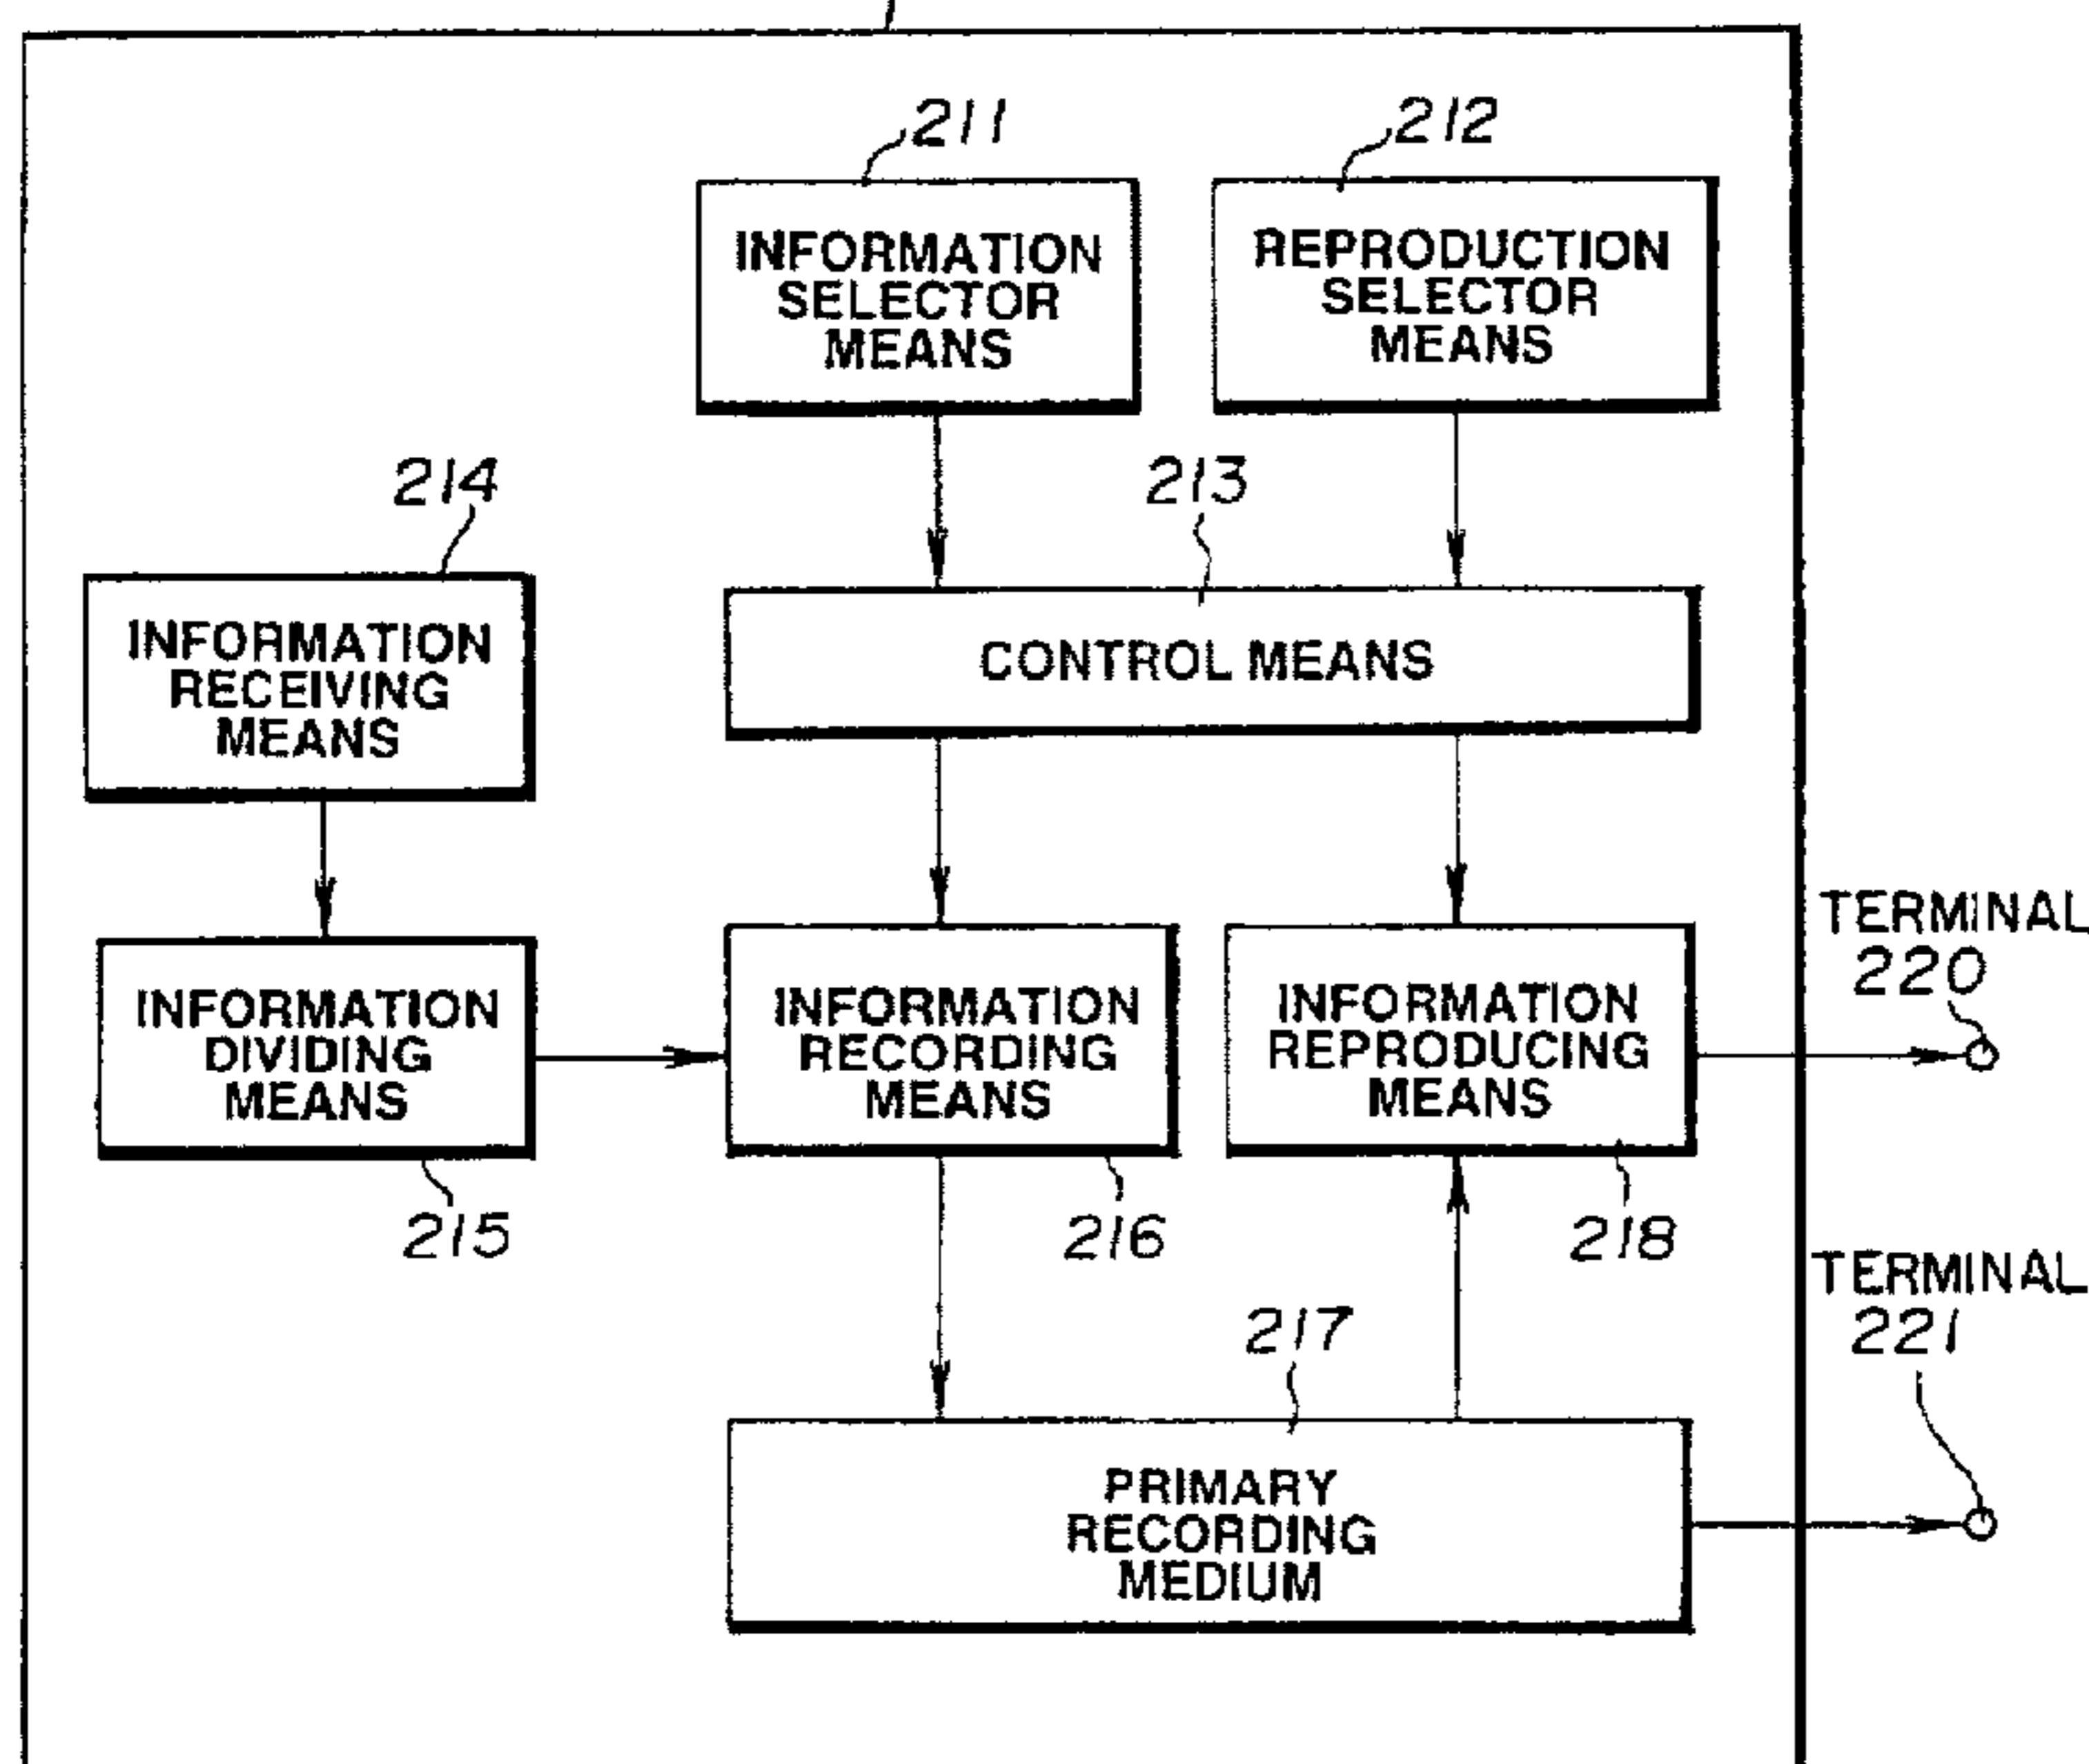 211
INFORMATION
SELECTOR
MEANS
212
REPRODUCTION
SELECTOR
MEANS
214
INFORMATION
RECEIVING
MEANS
213
CONTROL MEANS
INFORMATION
DIVIDING
MEANS
215
INFORMATION
RECORDING
MEANS
216
INFORMATION
REPRODUCING
MEANS
218
TERMINAL
220
217
PRIMARY
RECORDING
MEDIUM
TERMINAL
221